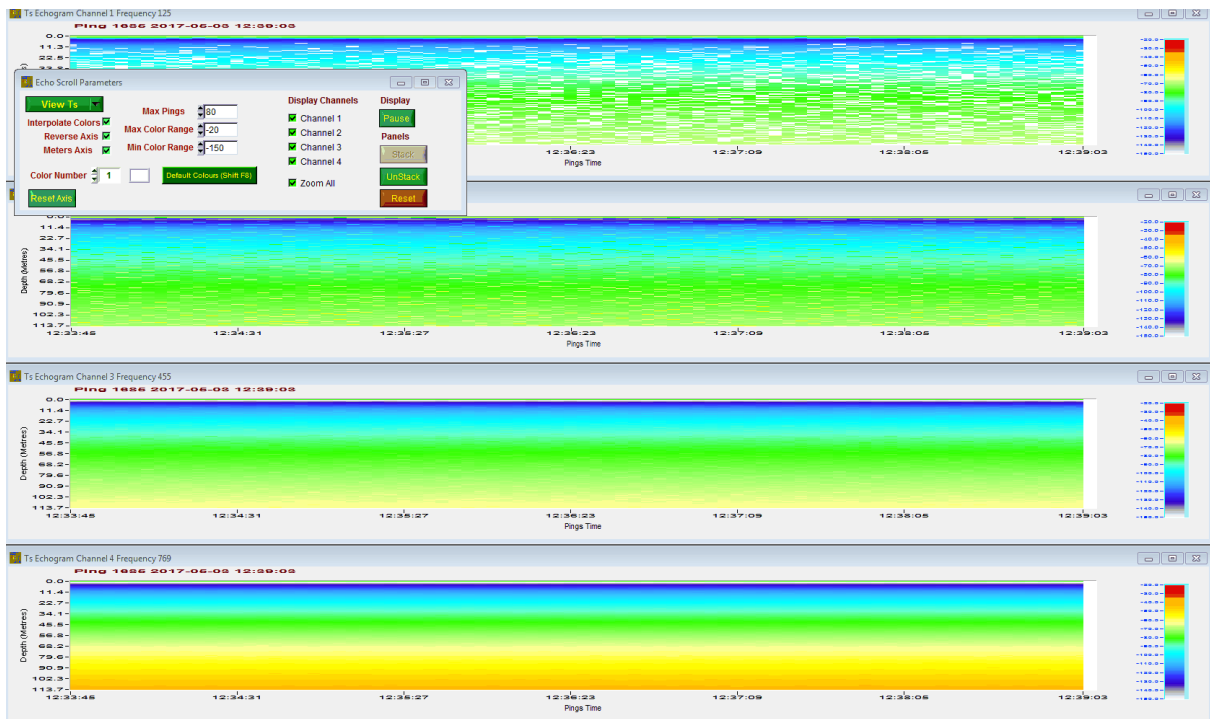 Ts Echogram Channel 1 Frequency 125
Ping 1686 2017-06-03 12:39:03
0.0
11.3
22.5
Echo Scroll Parameters
View Ts
Interpolate Colors
Reverse Axis
Meters Axis
Max Pings 80
Max Color Range -20
Min Color Range -150
Color Number 1
Default Colours (Shift F8)
Reset Axis
Display Channels
Channel 1
Channel 2
Channel 3
Channel 4
Zoom All
Display
Pause
Panels
Stack
UnStack
Reset
12:36:23 12:37:09 12:38:05 12:39:03
Pings Time
0.0
11.4
22.7
34.1
45.5
56.8
68.2
79.6
90.9
102.3
113.7
Depth (Metres)
12:33:45 12:34:31 12:35:27 12:36:23 12:37:09 12:38:05 12:39:03
Pings Time
Ts Echogram Channel 3 Frequency 455
Ping 1686 2017-06-03 12:39:03
0.0
11.4
22.7
34.1
45.5
56.8
68.2
79.6
90.9
102.3
113.7
Depth (Metres)
12:33:45 12:34:31 12:35:27 12:36:23 12:37:09 12:38:05 12:39:03
Pings Time
Ts Echogram Channel 4 Frequency 769
Ping 1686 2017-06-03 12:39:03
0.0
11.4
22.7
34.1
45.5
56.8
68.2
79.6
90.9
102.3
113.7
Depth (Metres)
12:33:45 12:34:31 12:35:27 12:36:23 12:37:09 12:38:05 12:39:03
Pings Time